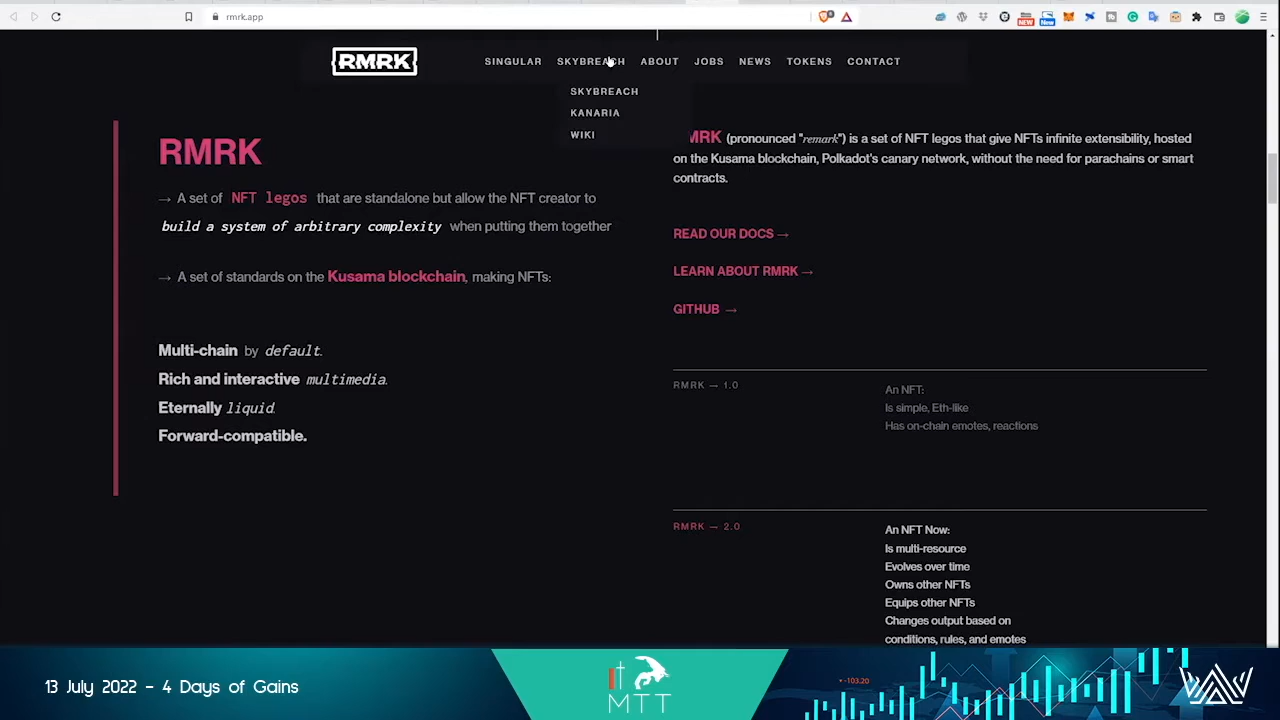 rmrk.app
NEW
New
RMRK
SINGULAR SKYBREACH ABOUT JOBS NEWS TOKENS CONTACT
SKYBREACH
KANARIA
WIKI
RMRK
→ A set of NFT legos that are standalone but allow the NFT creator to
build a system of arbitrary complexity when putting them together
→ A set of standards on the Kusama blockchain, making NFTs:
Multi-chain by default.
Rich and interactive multimedia.
Eternally liquid.
Forward-compatible.
MRK (pronounced "remark") is a set of NFT legos that give NFTs infinite extensibility, hosted
on the Kusama blockchain, Polkadot's canary network, without the need for parachains or smart
contracts.
READ OUR DOCS →
LEARN ABOUT RMRK →
GITHUB →
RMRK — 1.0
An NFT:
Is simple, Eth-like
Has on-chain emotes, reactions
RMRK — 2.0
An NFT Now:
Is multi-resource
Evolves over time
Owns other NFTs
Equips other NFTs
Changes output based on
conditions, rules, and emotes
13 July 2022 - 4 Days of Gains
MTT
-103.20